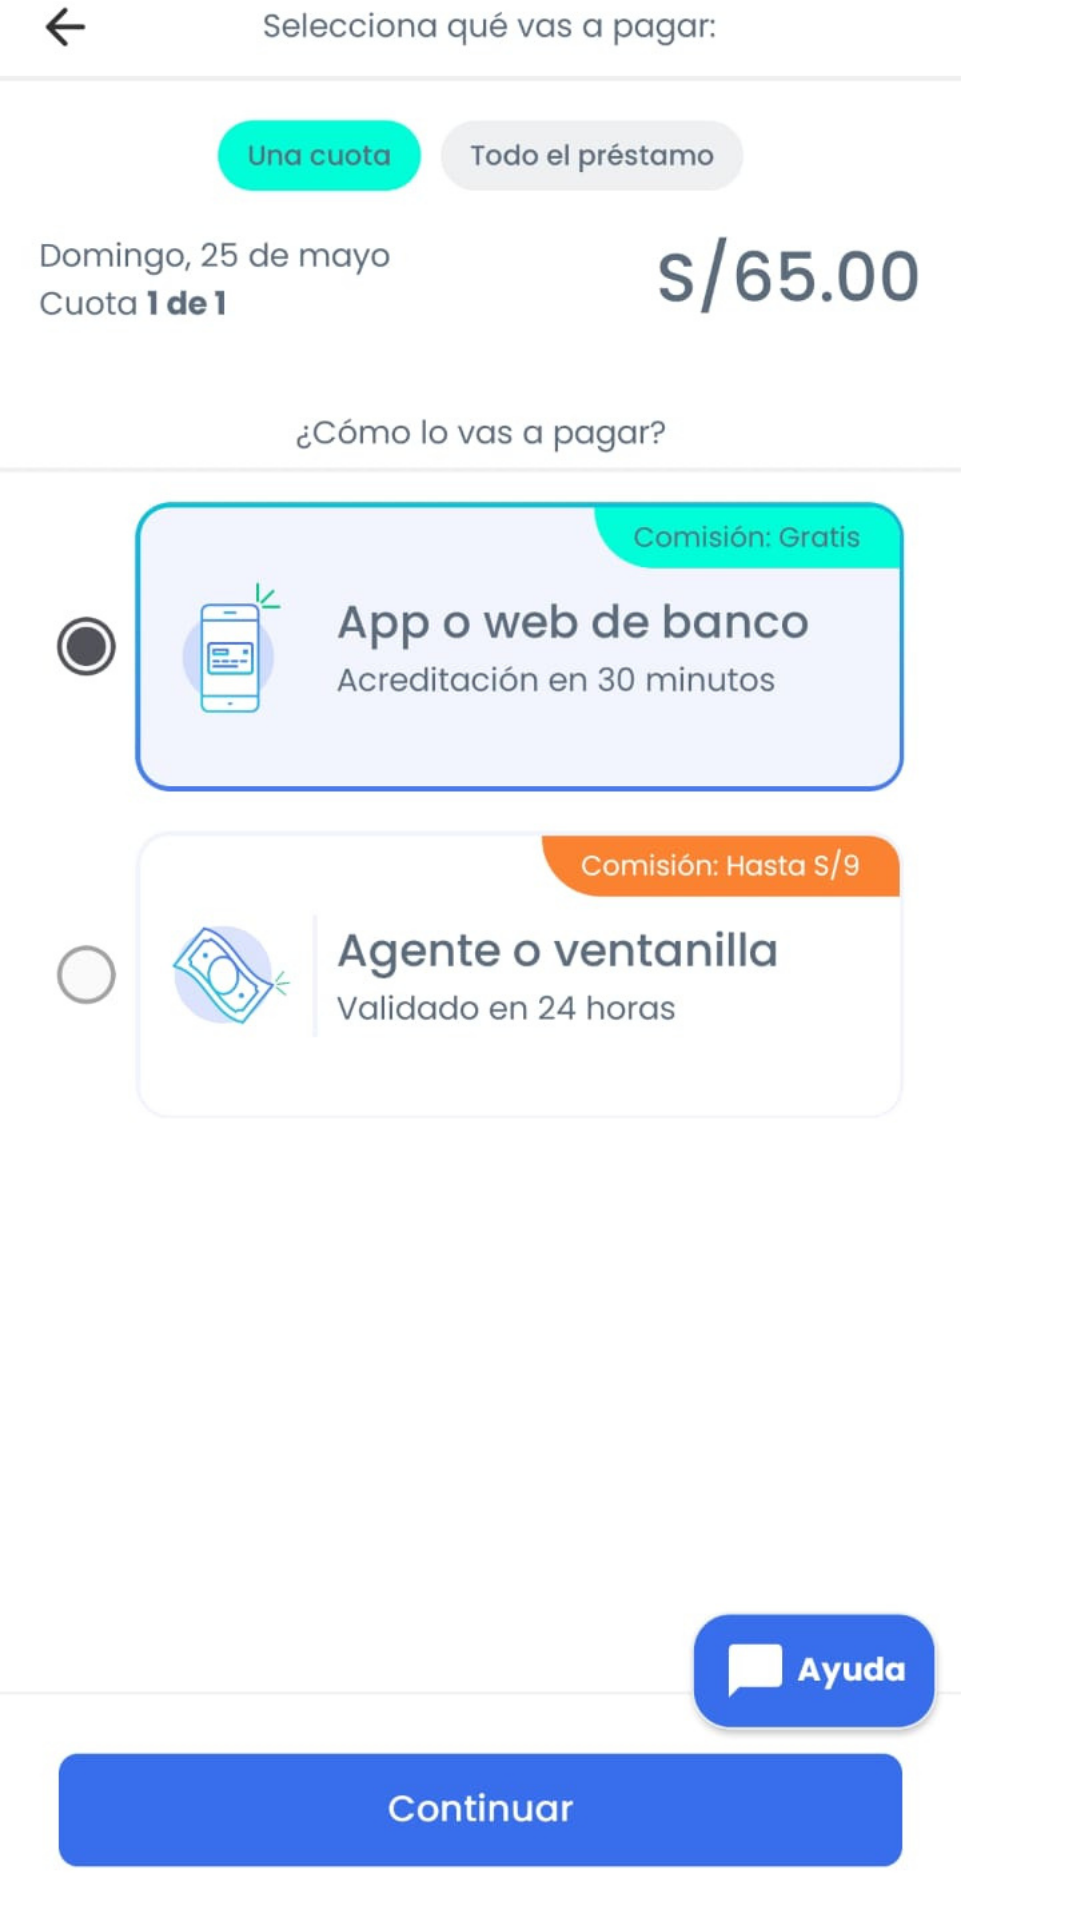 Selecciona qué vas a pagar:
Una cuota
Todo el préstamo
Domingo, 25 de mayo
Cuota 1 de 1
S/65.00
¿Cómo lo vas a pagar?
Comisión: Gratis
App o web de banco
Acreditación en 30 minutos
Comisión: Hasta S/9
Agente o ventanilla
Validado en 24 horas
Ayuda
Continuar